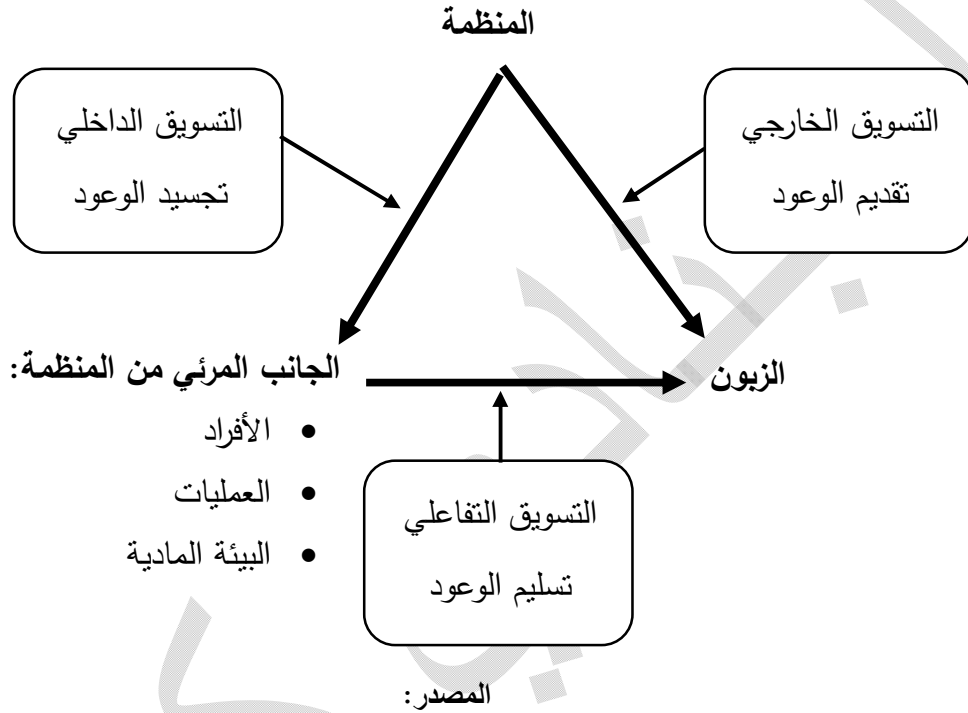 المنظمة
التسويق الخارجي
تقديم الوعود
التسويق الداخلي
تجسيد الوعود
الزبون
الجانب المرئي من المنظمة:
• الأفراد
• العمليات
• البيئة المادية
التسويق التفاعلي
تسليم الوعود
المصدر: